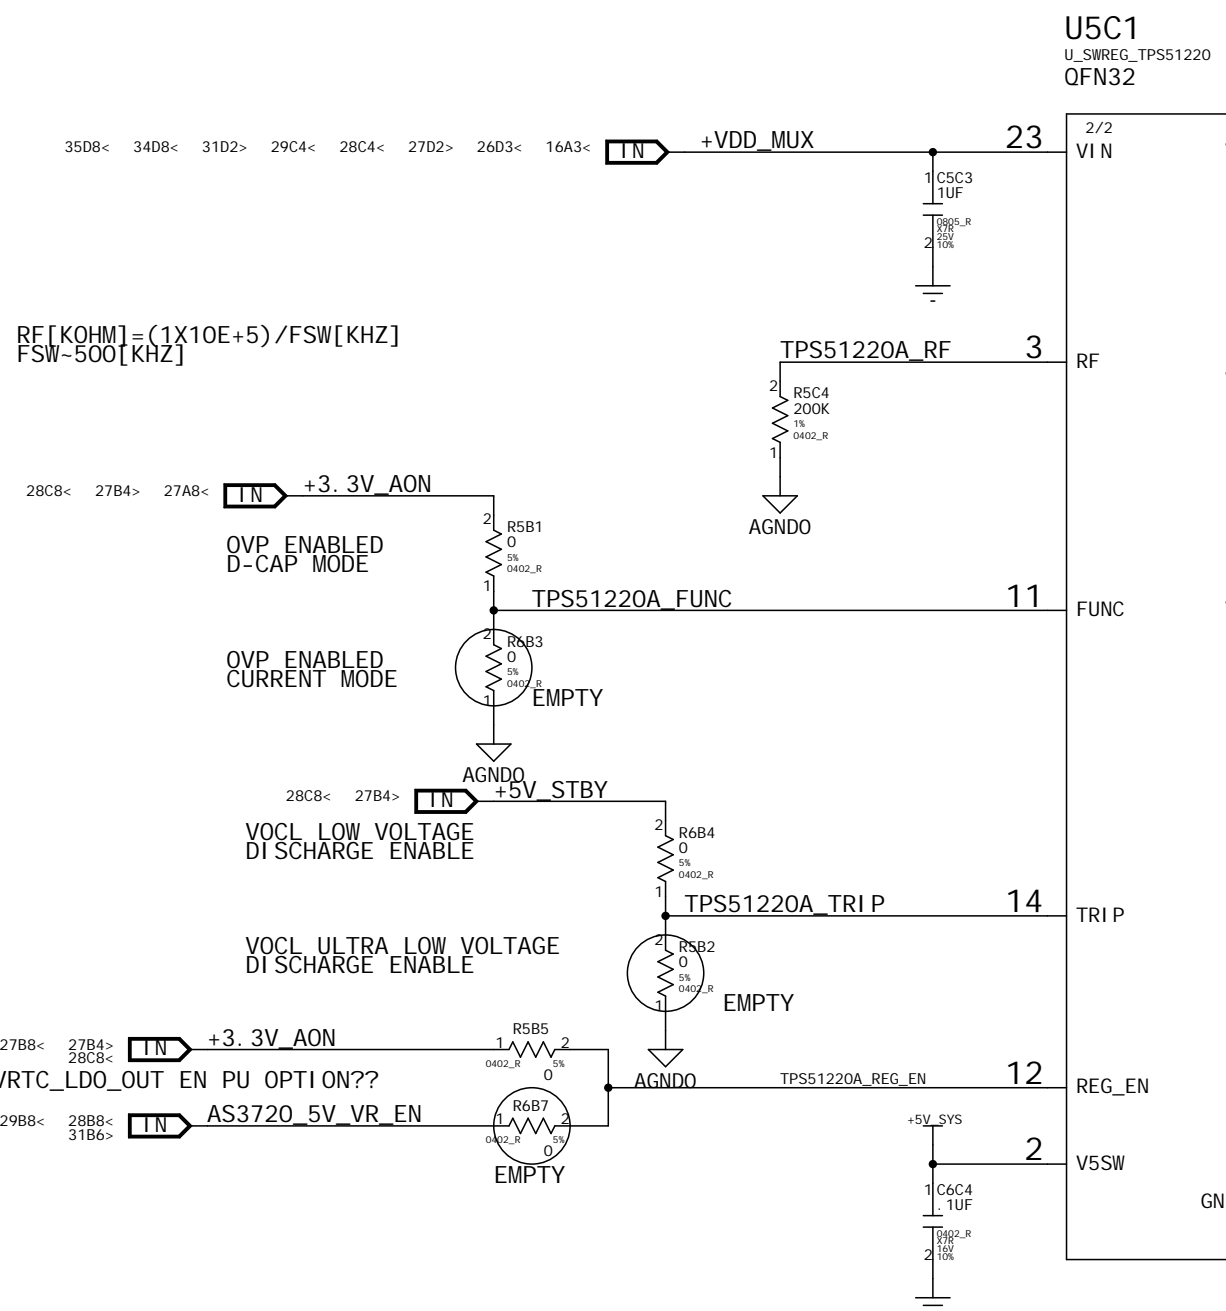 U5C1
U_SWREG_TPS51220
QFN32
2/2
35D8< 34D8< 31D2> 29C4< 28C4< 27D2> 26D3< 16A3< IN +VDD_MUX 23 VIN
1 C5C3
1UF
0805_R
X7R
25V
2 10%
RF[KOHM]=(1X10E+5)/FSW[KHZ]
FSW~500[KHZ]
TPS51220A_RF 3 RF
2 R5C4
200K
1%
0402_R
1
AGND0
28C8< 27B4> 27A8< IN +3.3V_AON
2 R5B1
0
5%
0402_R
1
OVP ENABLED
D-CAP MODE
TPS51220A_FUNC 11 FUNC
2 R6B3
0
5%
0402_R
1
EMPTY
OVP ENABLED
CURRENT MODE
AGND0
28C8< 27B4> IN +5V_STBY
VOCL LOW VOLTAGE
DISCHARGE ENABLE
2 R6B4
0
5%
0402_R
1
TPS51220A_TRIP 14 TRIP
VOCL ULTRA LOW VOLTAGE
DISCHARGE ENABLE
2 R5B2
0
5%
0402_R
1
EMPTY
AGND0
27B8< 27B4> IN +3.3V_AON 1 R5B5 2
28C8<
0402_R 5%
0
VRTC_LDO_OUT EN PU OPTION??
TPS51220A_REG_EN 12 REG_EN
29B8< 28B8< IN AS3720_5V_VR_EN 1 R6B7 2
31B6>
0402_R 5%
0
EMPTY
+5V_SYS
2 V5SW
1 C6C4
.1UF
0402_R
X7R
16V
2 10%
GN